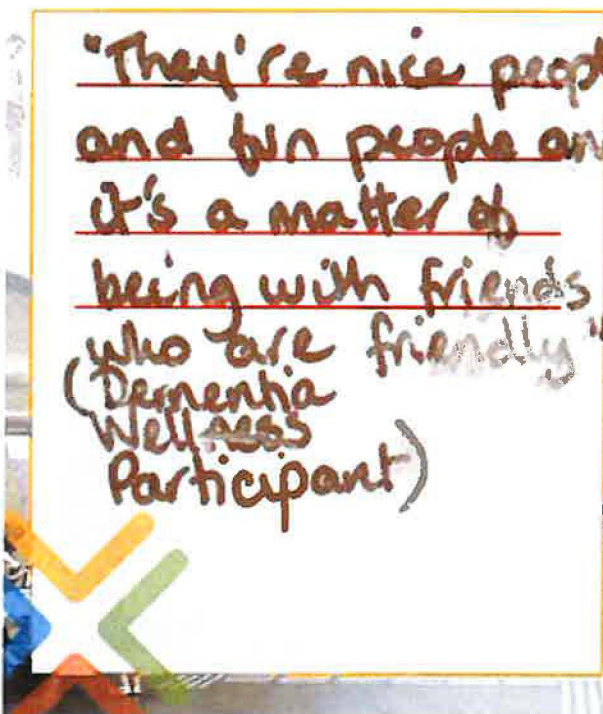 "They're nice peop
and fun people an
it's a matter of
being with friends
who are friendly"
(Dementia
Wellness
Participant)